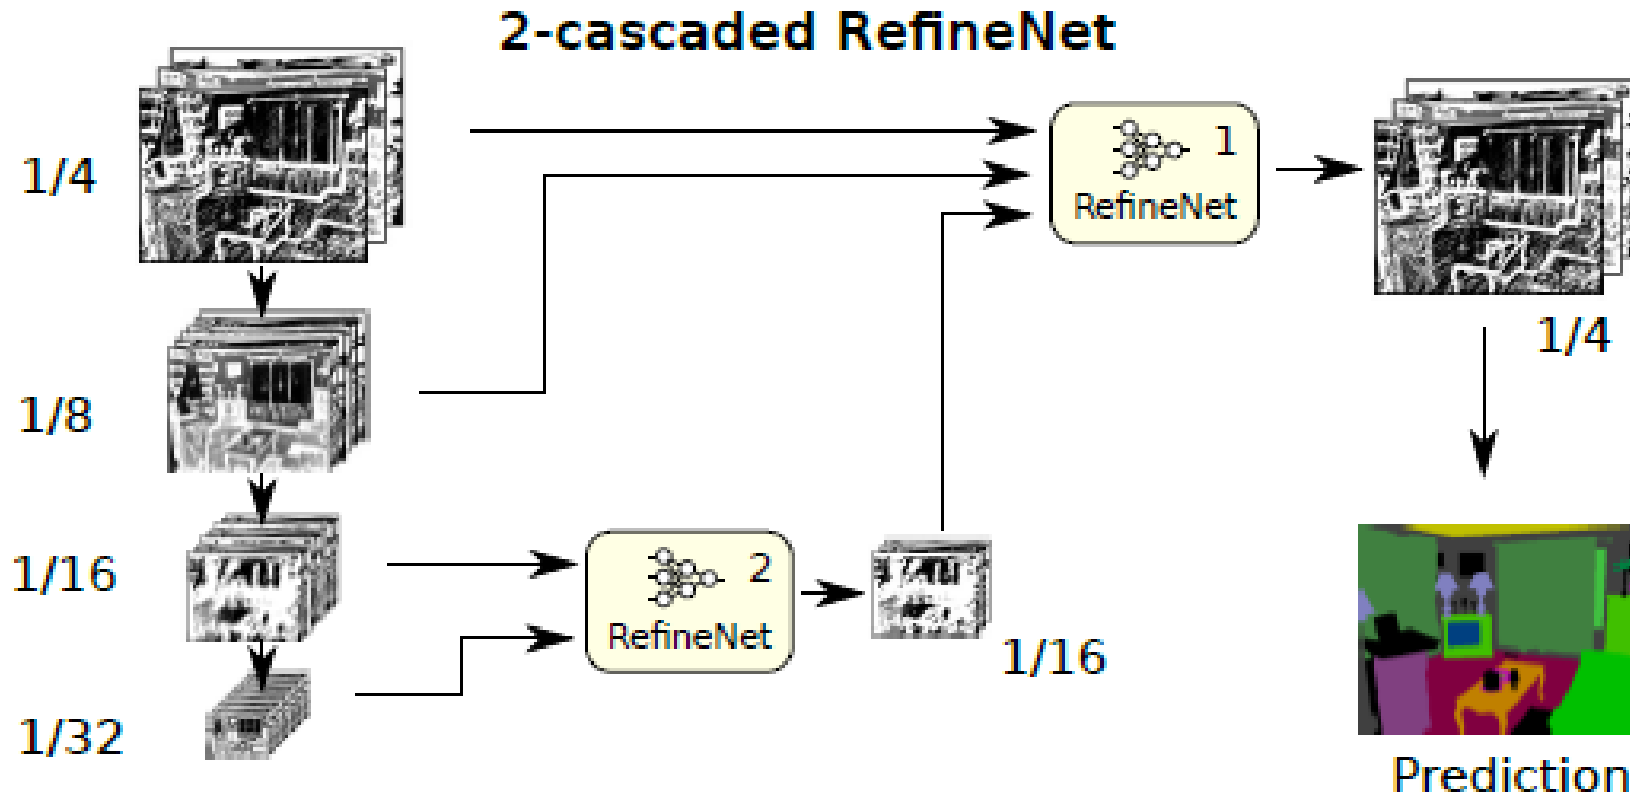 2-cascaded RefineNet
1/4
1
RefineNet
1/4
1/8
1/16
2
RefineNet
1/16
1/32
Prediction